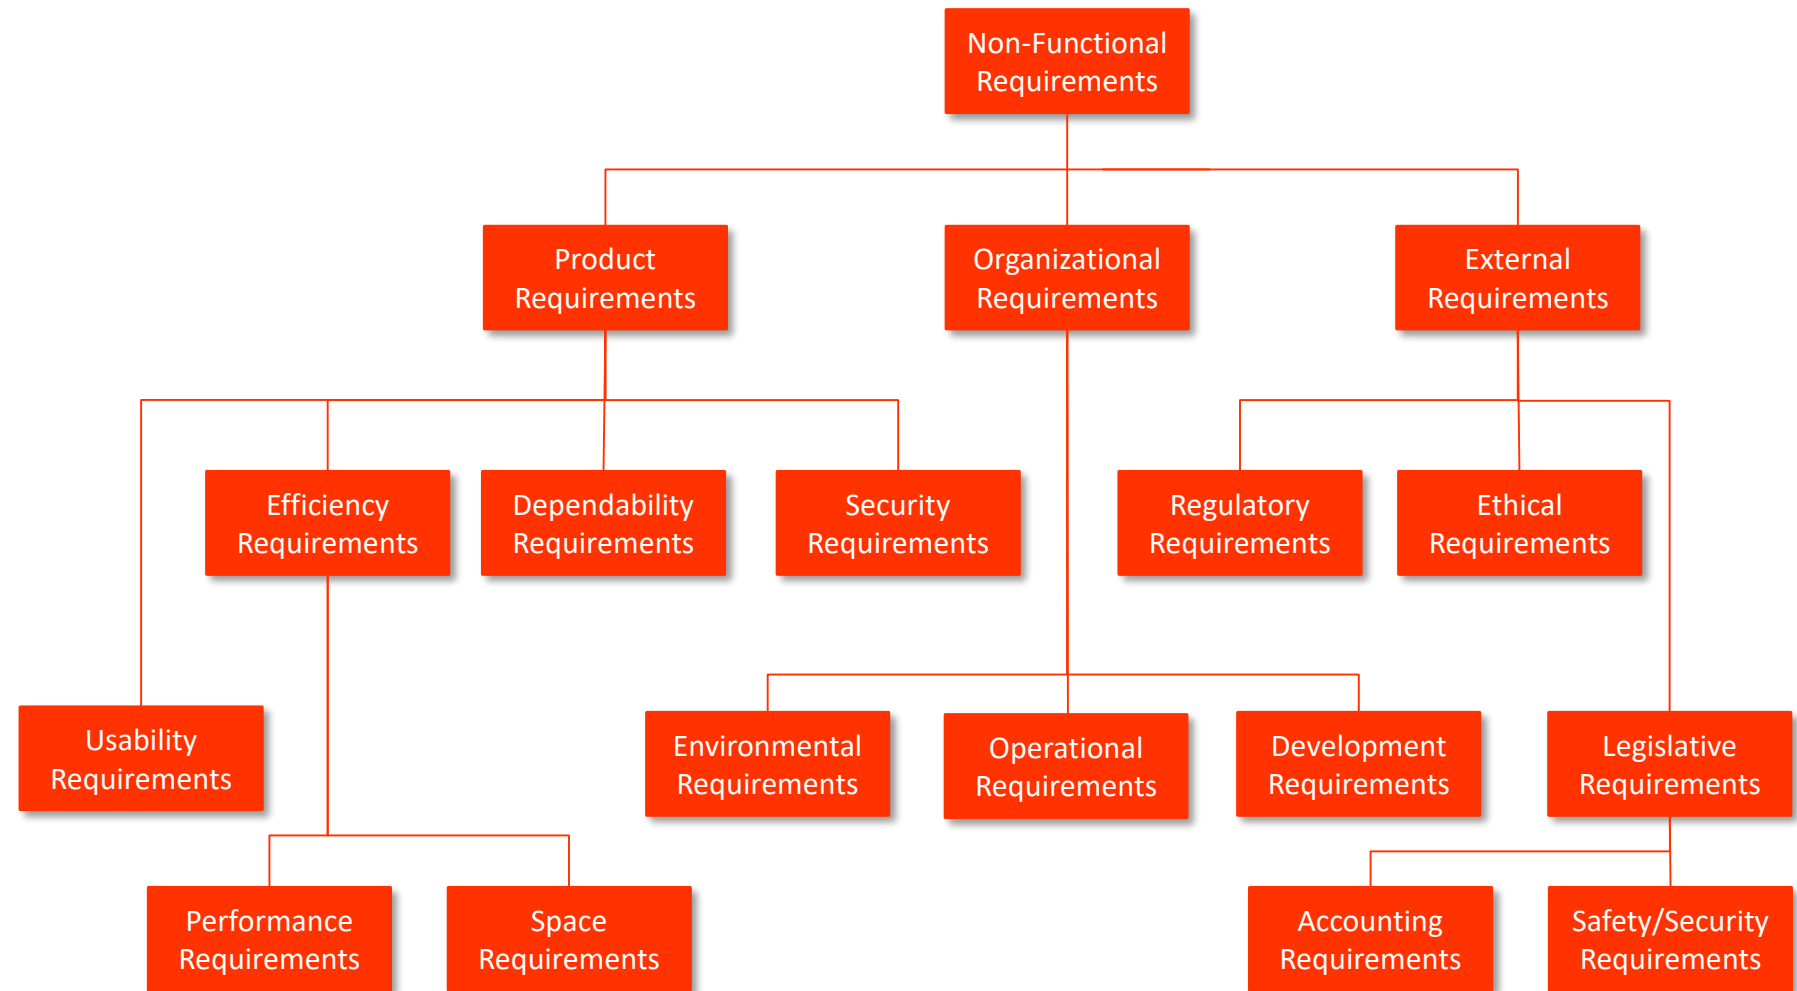 Non-Functional
Requirements
Product
Requirements
Organizational
Requirements
External
Requirements
Efficiency
Requirements
Dependability
Requirements
Security
Requirements
Regulatory
Requirements
Ethical
Requirements
Usability
Requirements
Environmental
Requirements
Operational
Requirements
Development
Requirements
Legislative
Requirements
Performance
Requirements
Space
Requirements
Accounting
Requirements
Safety/Security
Requirements